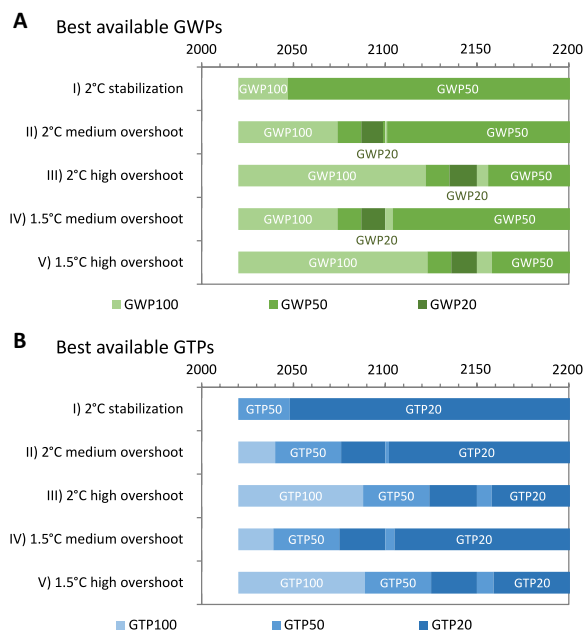 A
Best available GWPs
2000 2050 2100 2150 2200
I) 2°C stabilization GWP100 GWP50
II) 2°C medium overshoot GWP100 GWP50
GWP20
III) 2°C high overshoot GWP100 GWP50
GWP20
IV) 1.5°C medium overshoot GWP100 GWP50
GWP20
V) 1.5°C high overshoot GWP100 GWP50
GWP100 GWP50 GWP20
B
Best available GTPs
2000 2050 2100 2150 2200
I) 2°C stabilization GTP50 GTP20
II) 2°C medium overshoot GTP50 GTP20
III) 2°C high overshoot GTP100 GTP50 GTP20
IV) 1.5°C medium overshoot GTP50 GTP20
V) 1.5°C high overshoot GTP100 GTP50 GTP20
GTP100 GTP50 GTP20